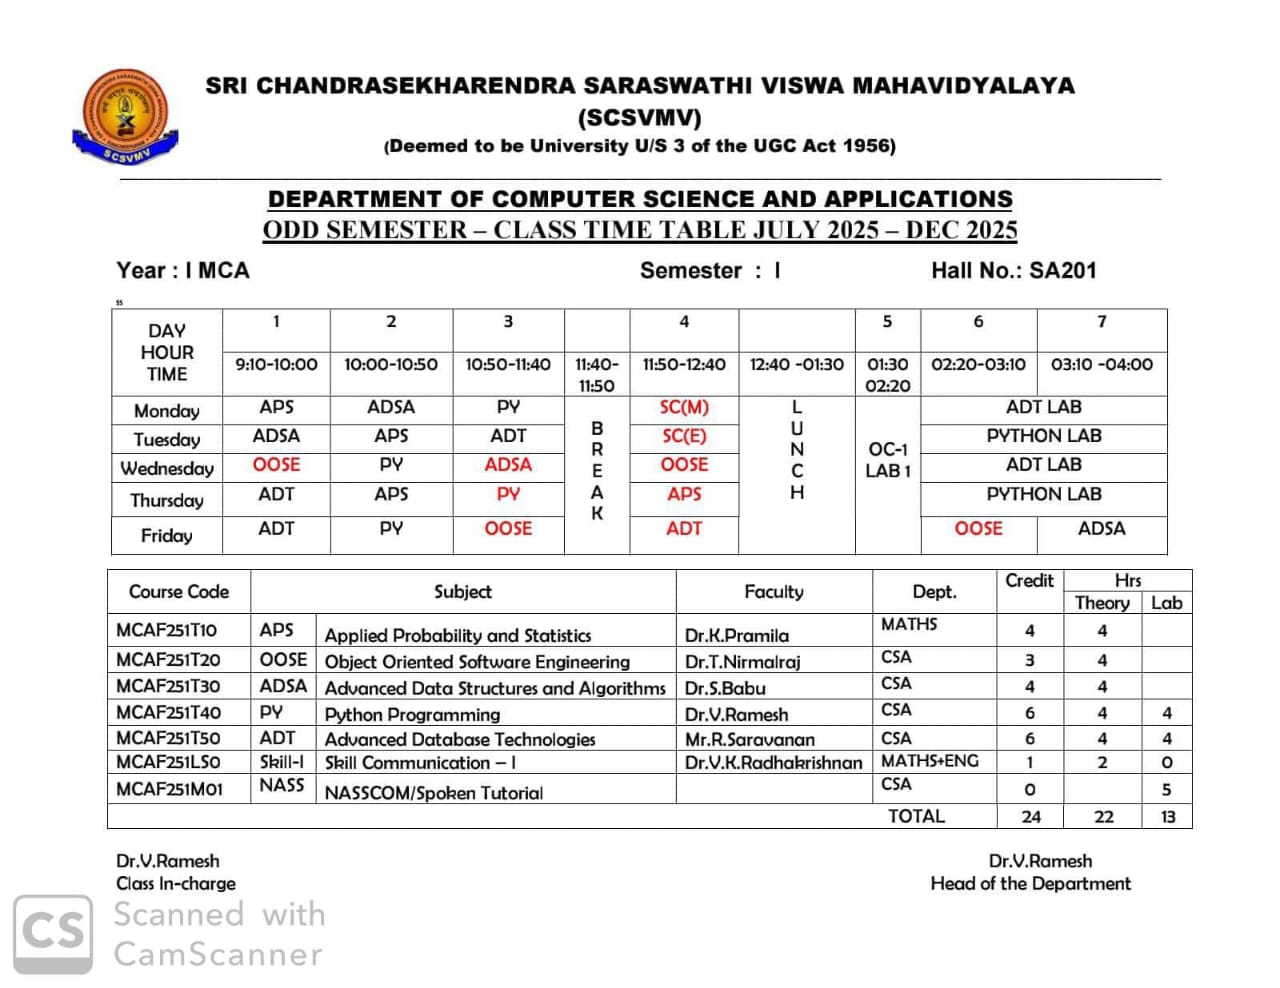 SRI CHANDRASEKHARENDRA SARASWATHI VISWA MAHAVIDYALAYA
(SCSVMV)
(Deemed to be University U/S 3 of the UGC Act 1956)
SCSVMV
DEPARTMENT OF COMPUTER SCIENCE AND APPLICATIONS
ODD SEMESTER – CLASS TIME TABLE JULY 2025 – DEC 2025
Year : I MCA Semester : I Hall No.: SA201
ss
DAY HOUR TIME 1 2 3 4 5 6 7
9:10-10:00 10:00-10:50 10:50-11:40 11:40-11:50 11:50-12:40 12:40 -01:30 01:30 02:20 02:20-03:10 03:10 -04:00
Monday APS ADSA PY BREAK SC(M) LUNCH OC-1 LAB 1 ADT LAB
Tuesday ADSA APS ADT SC(E) PYTHON LAB
Wednesday OOSE PY ADSA OOSE ADT LAB
Thursday ADT APS PY APS PYTHON LAB
Friday ADT PY OOSE ADT OOSE ADSA
Course Code Subject Faculty Dept. Credit Hrs
Theory Lab
MCAF251T10 APS Applied Probability and Statistics Dr.K.Pramila MATHS 4 4
MCAF251T20 OOSE Object Oriented Software Engineering Dr.T.Nirmalraj CSA 3 4
MCAF251T30 ADSA Advanced Data Structures and Algorithms Dr.S.Babu CSA 4 4
MCAF251T40 PY Python Programming Dr.V.Ramesh CSA 6 4 4
MCAF251T50 ADT Advanced Database Technologies Mr.R.Saravanan CSA 6 4 4
MCAF251LS0 Skill-I Skill Communication – I Dr.V.K.Radhakrishnan MATHS+ENG 1 2 0
MCAF251M01 NASS NASSCOM/Spoken Tutorial CSA 0 5
TOTAL 24 22 13
Dr.V.Ramesh Dr.V.Ramesh
Class In-charge Head of the Department
CS Scanned with
CamScanner